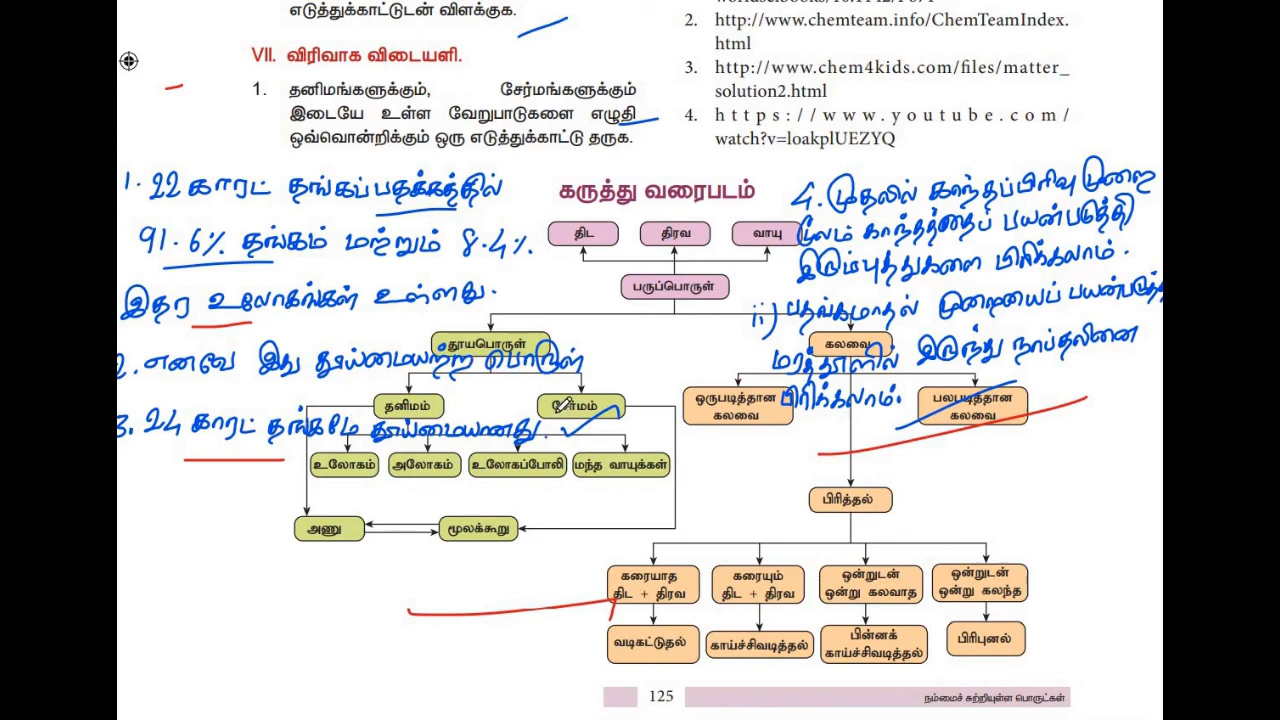 எடுத்துக்காட்டுடன் விளக்குக.
VII. விரிவாக விடையளி.
1. தனிமங்களுக்கும், சேர்மங்களுக்கும்
இடையே உள்ள வேறுபாடுகளை எழுதி
ஒவ்வொன்றிக்கும் ஒரு எடுத்துக்காட்டு தருக.
2. http://www.chemteam.info/ChemTeamIndex.
html
3. http://www.chem4kids.com/files/matter_
solution2.html
4. https://www.youtube.com/
watch?v=loakplUEZYQ
1. 22 காரட் தங்கப்பதக்கத்தில்
91.6% தங்கம் மற்றும் 8.4%
இதர உலோகங்கள் உள்ளது.
2. எனவே இது தூய்மையற்ற பொருள்
3. 24 காரட் தங்கமே தூய்மையானது.
4. முதலில் காந்தப்பிரிவு முறை
மூலம் காந்தத்தைப் பயன்படுத்தி
இரும்புத்துகளை பிரிக்கலாம்.
ii) பதங்கமாதல் முறையைப் பயன்படுத்தி
மரத்தூளில் இருந்து நாப்தலினை
பிரிக்கலாம்.
கருத்து வரைபடம்
திட திரவ வாயு
பருப்பொருள்
தூயபொருள் கலவை
தனிமம் சேர்மம் ஒருபடித்தான
கலவை பலபடித்தான
கலவை
உலோகம் அலோகம் உலோகப்போலி மந்த வாயுக்கள்
பிரித்தல்
அணு மூலக்கூறு
கரையாத
திட + திரவ கரையும்
திட + திரவ ஒன்றுடன்
ஒன்று கலவாத ஒன்றுடன்
ஒன்று கலந்த
வடிகட்டுதல் காய்ச்சிவடித்தல் பின்னக்
காய்ச்சிவடித்தல் பிரிபுனல்
125 நம்மைச் சுற்றியுள்ள பொருட்கள்